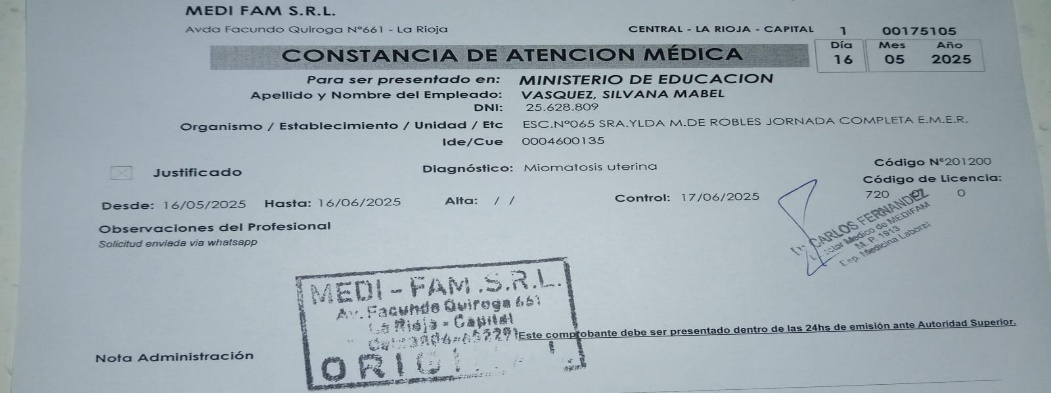 MEDI FAM S.R.L.
Avda Facundo Quiroga Nº661 - La Rioja
CENTRAL - LA RIOJA - CAPITAL 1 00175105
CONSTANCIA DE ATENCION MÉDICA
Día Mes Año
16 05 2025
Para ser presentado en: MINISTERIO DE EDUCACION
Apellido y Nombre del Empleado: VASQUEZ, SILVANA MABEL
DNI: 25.628.809
Organismo / Establecimiento / Unidad / Etc ESC.Nº065 SRA.YLDA M.DE ROBLES JORNADA COMPLETA E.M.E.R.
Ide/Cue 0004600135
Justificado
Diagnóstico: Miomatosis uterina
Código Nº201200
Código de Licencia:
720 0
Desde: 16/05/2025 Hasta: 16/06/2025 Alta: / / Control: 17/06/2025
Observaciones del Profesional
Solicitud enviada via whatsapp
CARLOS FERNANDEZ
Médico de MEDIFAM
M.P. 1913
Esp. Medicina Laboral
MEDI - FAM .S.R.L.
Av. Facundo Quiroga 661
La Rioja - Capital
Este comprobante debe ser presentado dentro de las 24hs de emisión ante Autoridad Superior.
Nota Administración